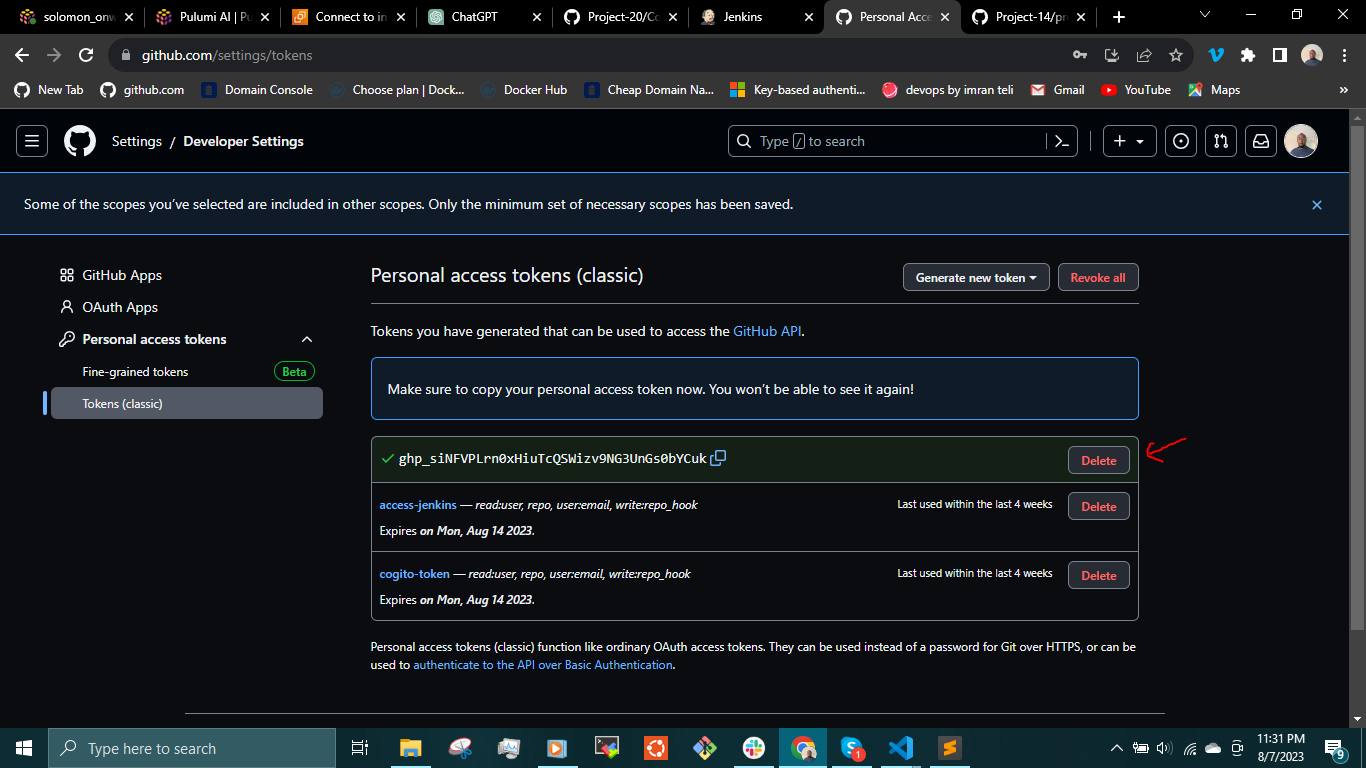 solomon_onw
Pulumi AI | Pu
Connect to in
ChatGPT
Project-20/Co
Jenkins
Personal Acce
Project-14/pr
github.com/settings/tokens
New Tab
github.com
Domain Console
Choose plan | Dock...
Docker Hub
Cheap Domain Na...
Key-based authenti...
devops by imran teli
Gmail
YouTube
Maps
»
Settings / Developer Settings
Type / to search
Some of the scopes you’ve selected are included in other scopes. Only the minimum set of necessary scopes has been saved.
GitHub Apps
OAuth Apps
Personal access tokens
Fine-grained tokens
Beta
Tokens (classic)
Personal access tokens (classic)
Generate new token
Revoke all
Tokens you have generated that can be used to access the GitHub API.
Make sure to copy your personal access token now. You won’t be able to see it again!
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
Delete
access-jenkins — read:user, repo, user:email, write:repo_hook
Last used within the last 4 weeks
Delete
Expires on Mon, Aug 14 2023.
cogito-token — read:user, repo, user:email, write:repo_hook
Last used within the last 4 weeks
Delete
Expires on Mon, Aug 14 2023.
Personal access tokens (classic) function like ordinary OAuth access tokens. They can be used instead of a password for Git over HTTPS, or can be
used to authenticate to the API over Basic Authentication.
Type here to search
1
11:31 PM
8/7/2023
9